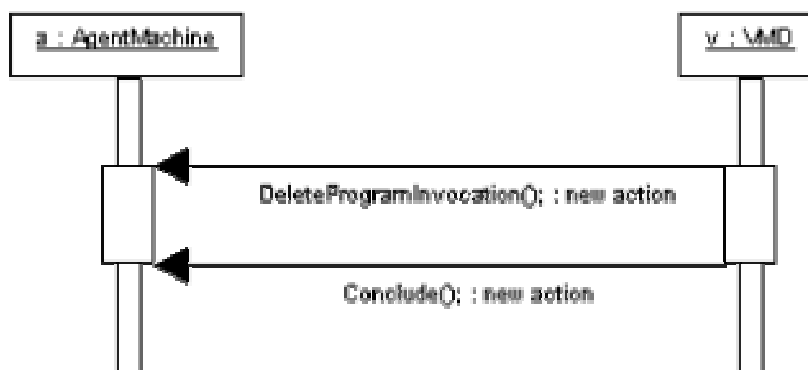 a : AgentMachine
v : VMD
DeleteProgramInvocation(); : new action
Conclude(); : new action